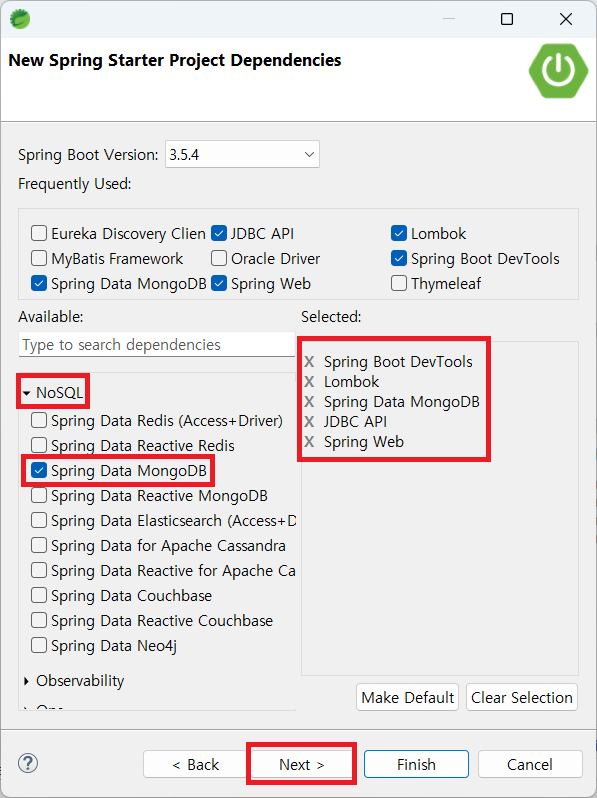 New Spring Starter Project Dependencies
Spring Boot Version: 3.5.4
Frequently Used:
Eureka Discovery Clien JDBC API Lombok
MyBatis Framework Oracle Driver Spring Boot DevTools
Spring Data MongoDB Spring Web Thymeleaf
Available:
Type to search dependencies
NoSQL
Spring Data Redis (Access+Driver)
Spring Data Reactive Redis
Spring Data MongoDB
Spring Data Reactive MongoDB
Spring Data Elasticsearch (Access+D
Spring Data for Apache Cassandra
Spring Data Reactive for Apache Ca
Spring Data Couchbase
Spring Data Reactive Couchbase
Spring Data Neo4j
Observability
Selected:
X Spring Boot DevTools
X Lombok
X Spring Data MongoDB
X JDBC API
X Spring Web
Make Default Clear Selection
? < Back Next > Finish Cancel